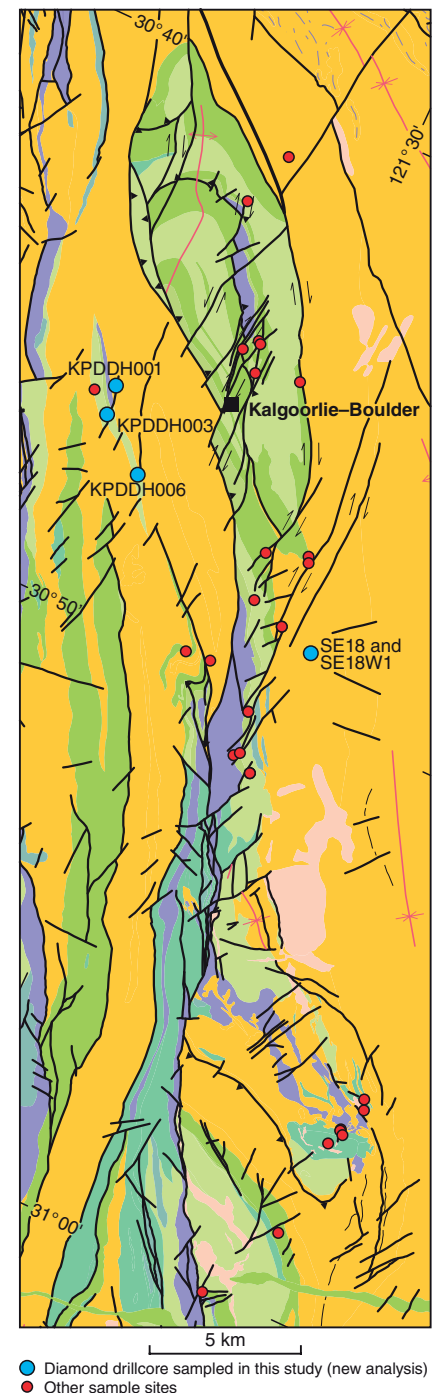 30°40'
121°30'
KPDDH001
Kalgoorlie–Boulder
KPDDH003
KPDDH006
30°50'
SE18 and
SE18W1
31°00'
5 km
Diamond drillcore sampled in this study (new analysis)
Other sample sites